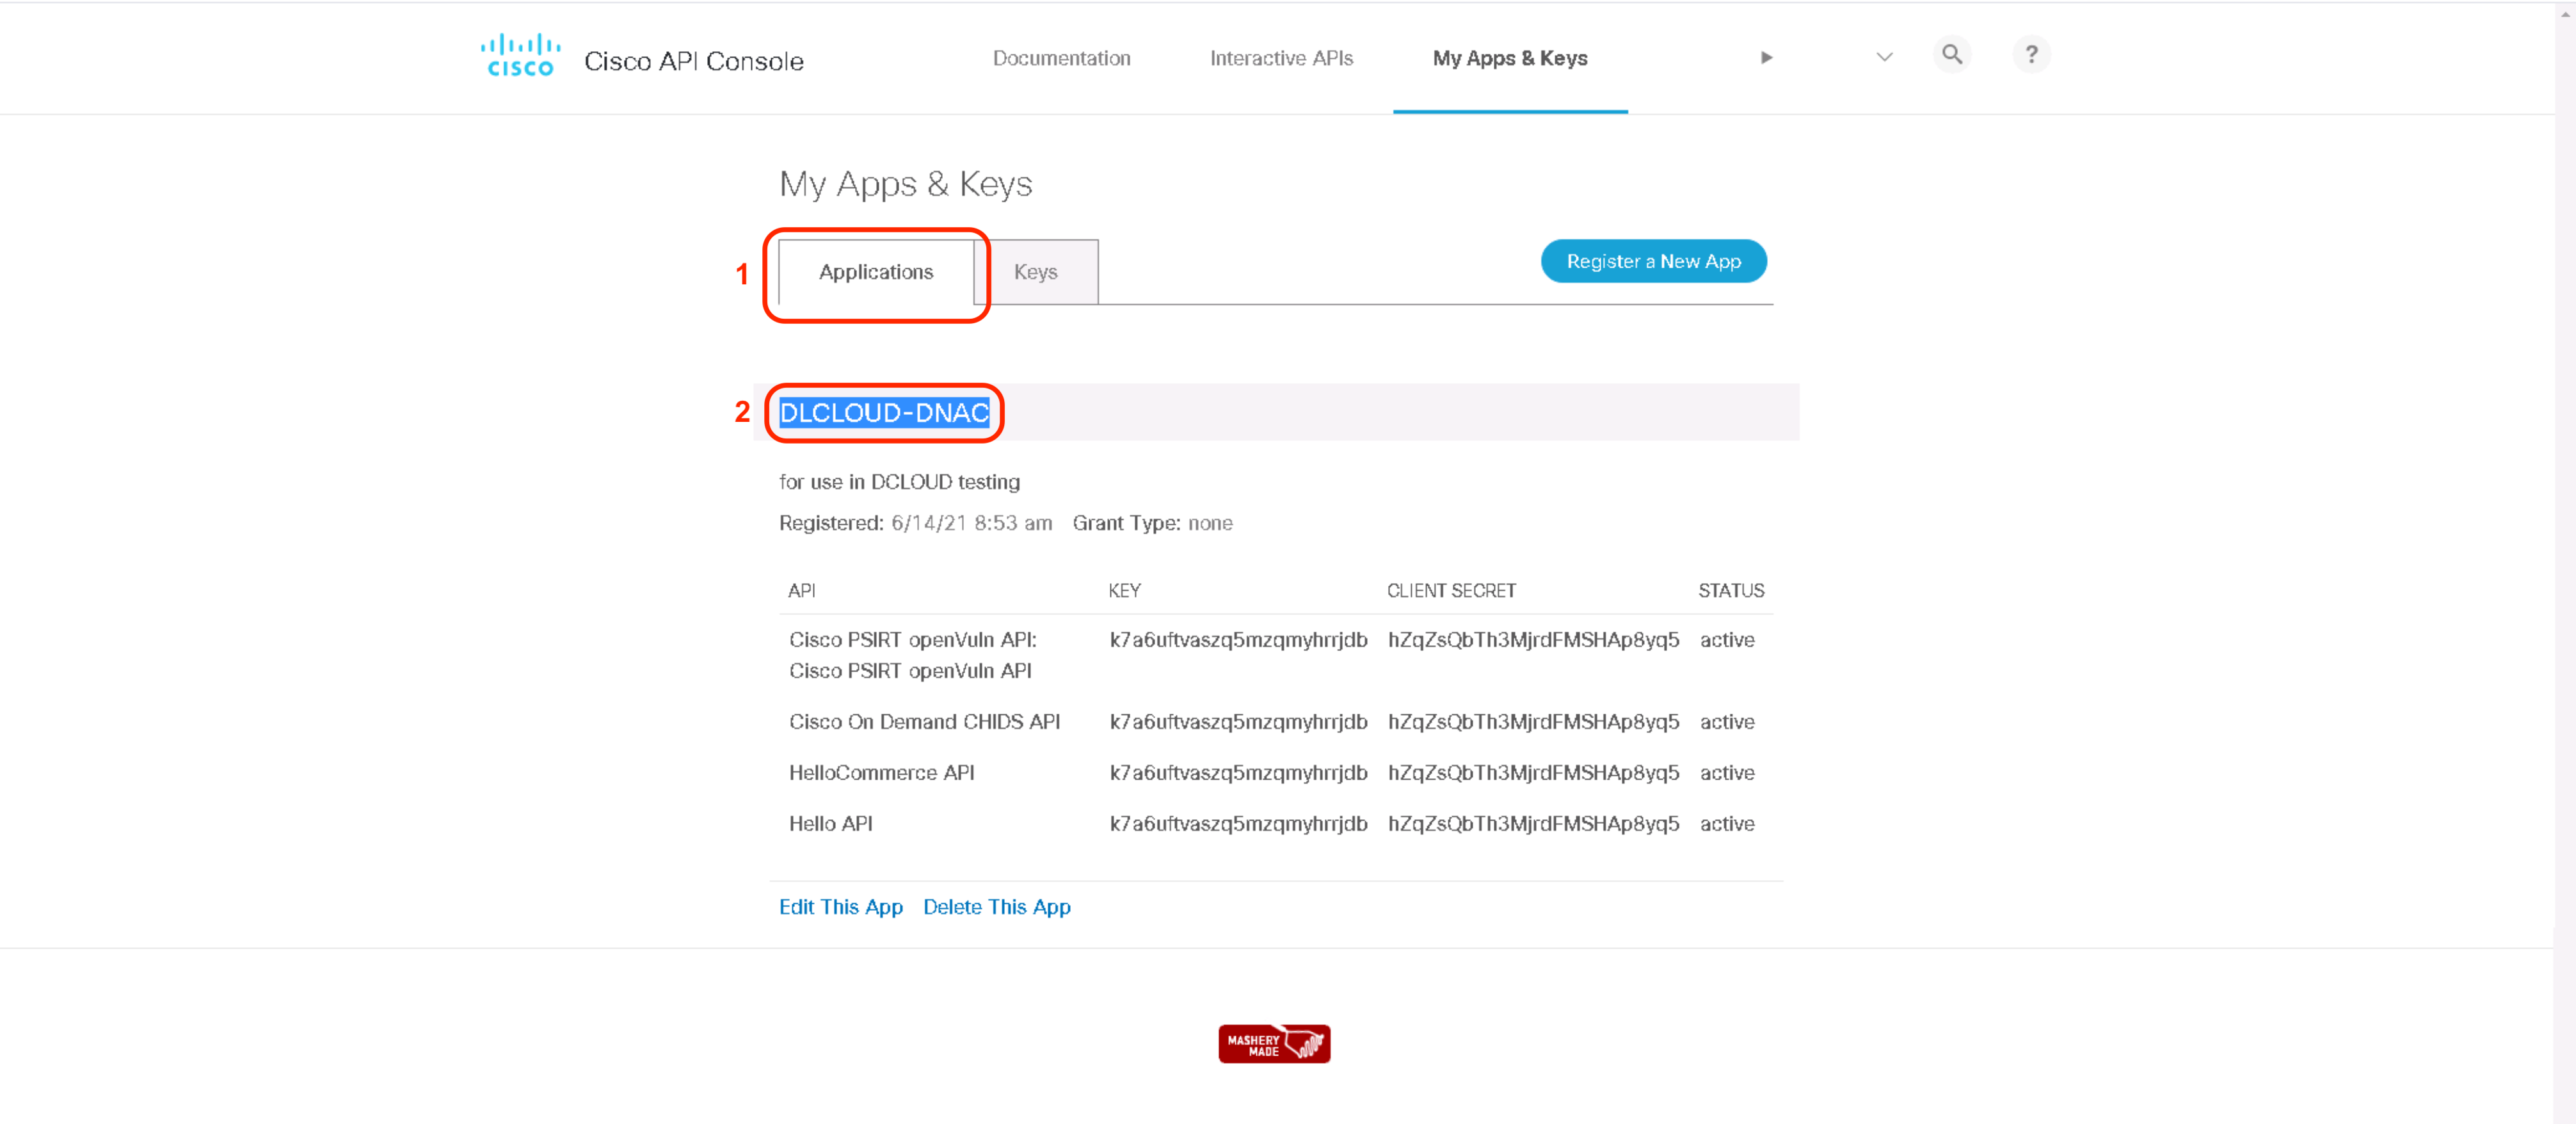 CISCO Cisco API Console Documentation Interactive APIs My Apps & Keys ?
My Apps & Keys
1 Applications Keys Register a New App
2 DLCLOUD-DNAC
for use in DCLOUD testing
Registered: 6/14/21 8:53 am Grant Type: none
API KEY CLIENT SECRET STATUS
Cisco PSIRT openVuln API: k7a6uftvaszq5mzqmyhrrjdb hZqZsQbTh3MjrdFMSHAp8yq5 active
Cisco PSIRT openVuln API
Cisco On Demand CHIDS API k7a6uftvaszq5mzqmyhrrjdb hZqZsQbTh3MjrdFMSHAp8yq5 active
HelloCommerce API k7a6uftvaszq5mzqmyhrrjdb hZqZsQbTh3MjrdFMSHAp8yq5 active
Hello API k7a6uftvaszq5mzqmyhrrjdb hZqZsQbTh3MjrdFMSHAp8yq5 active
Edit This App Delete This App
MASHERY
MADE